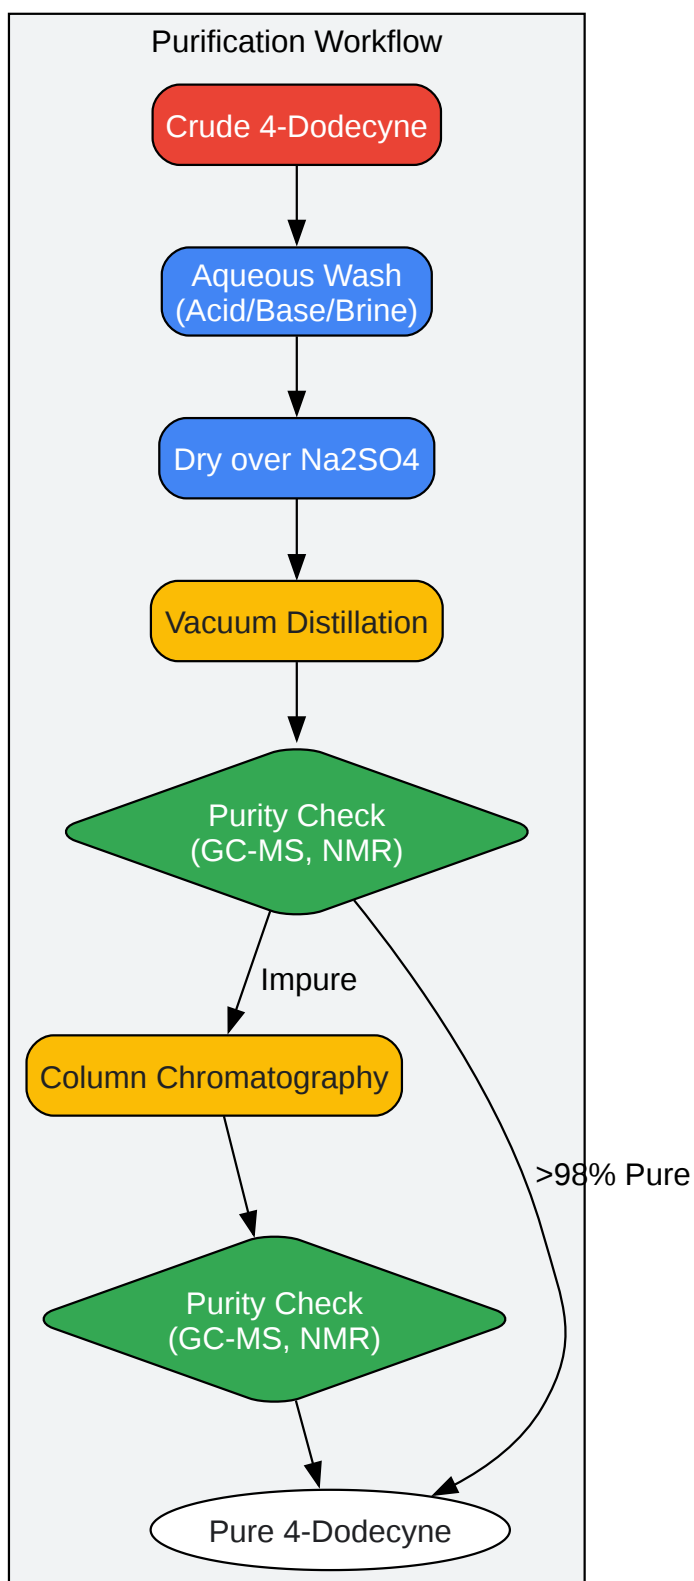 Purification Workflow
Crude 4-Dodecyne
Aqueous Wash
(Acid/Base/Brine)
Dry over Na2SO4
Vacuum Distillation
Purity Check
(GC-MS, NMR)
Impure
Column Chromatography
>98% Pure
Purity Check
(GC-MS, NMR)
Pure 4-Dodecyne